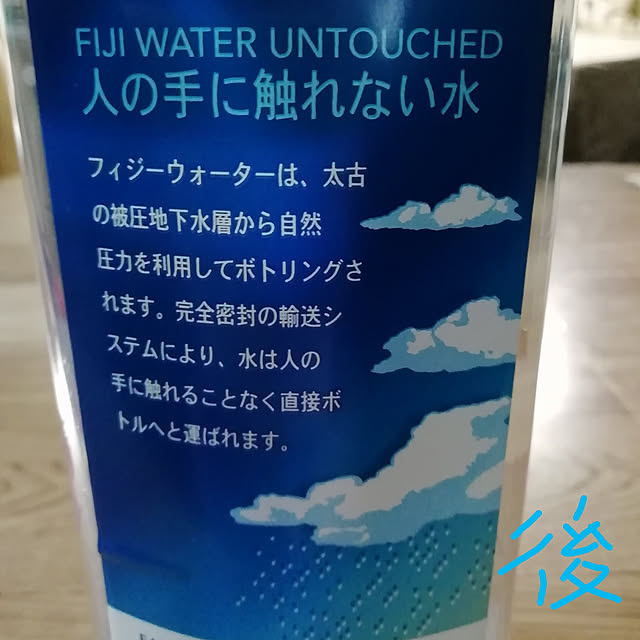 FIJI WATER UNTOUCHED
人の手に触れない水
フィジーウォーターは、太古
の被圧地下水層から自然
圧力を利用してボトリングさ
れます。完全密封の輸送シ
ステムにより、水は人の
手に触れることなく直接ボ
トルへと運ばれます。
後